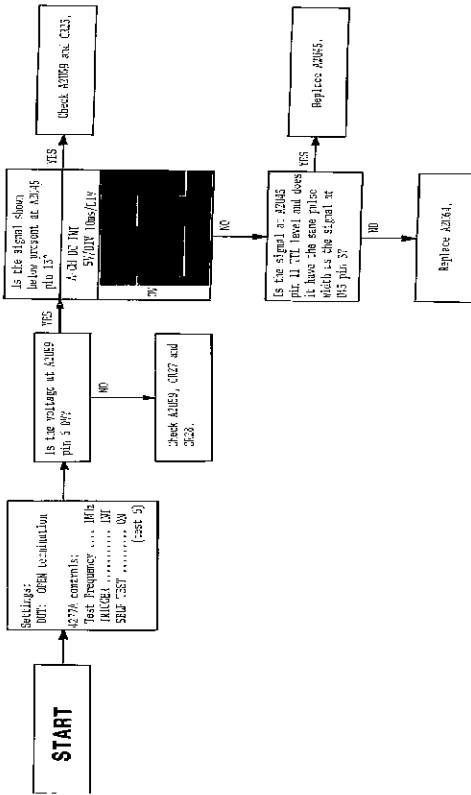 START
Settings:
DUT: OPEN termination
4277A controls:
Test Frequency .... 1MHz
TRIGGER ........... INT
SELF TEST ......... ON
(test 5)
Is the voltage at A2U59
pin 5 0V?
YES
NO
Check A2U59, CR27 and
CR28.
Is the signal shown
below present at A2U45
pin 13?
A-CH DC INT
5V/DIV 10ms/DIV
0V
YES
Check A2U59 and CR25.
NO
Is the signal at A2U45
pin 11 TTL level and does
it have the same pulse
width as the signal at
U45 pin 3?
YES
Replace A2U45.
NO
Replace A2U64.